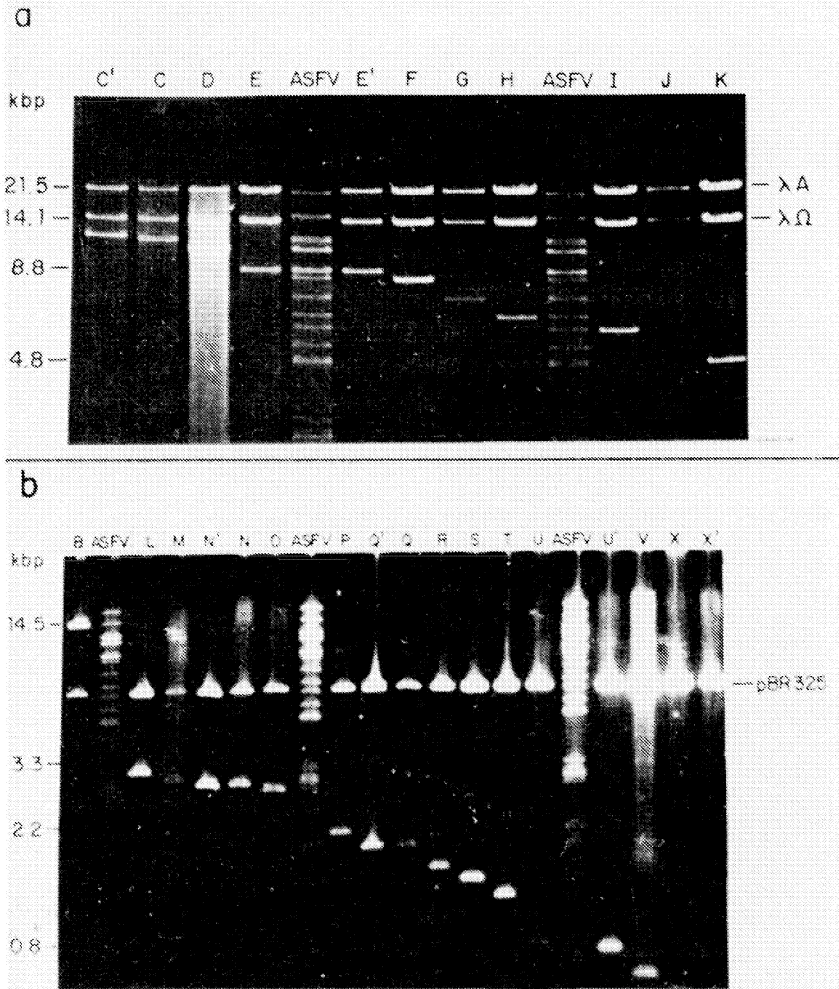 a
C' C D E ASFV E' F G H ASFV I J K
kbp
21.5
14.1
8.8
4.8
λA
λΩ
b
B ASFV L M N' N O ASFV P Q' Q R S T U ASFV U' V X X'
kbp
14.5
3.3
2.2
0.8
pBR 325